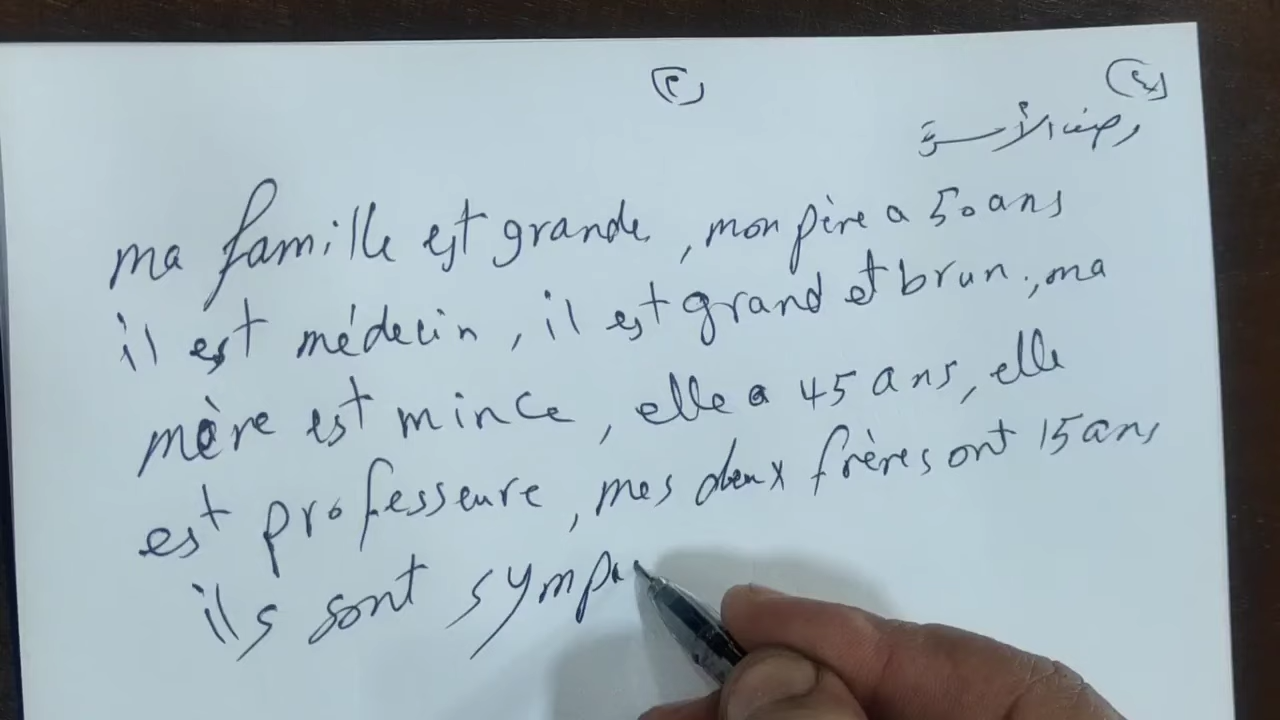 وصف الأسرة
ma famille est grande, mon père a 50 ans
il est médecin, il est grand et brun, ma
mère est mince, elle a 45 ans, elle
est professeure, mes deux frères ont 15 ans
ils sont sympa